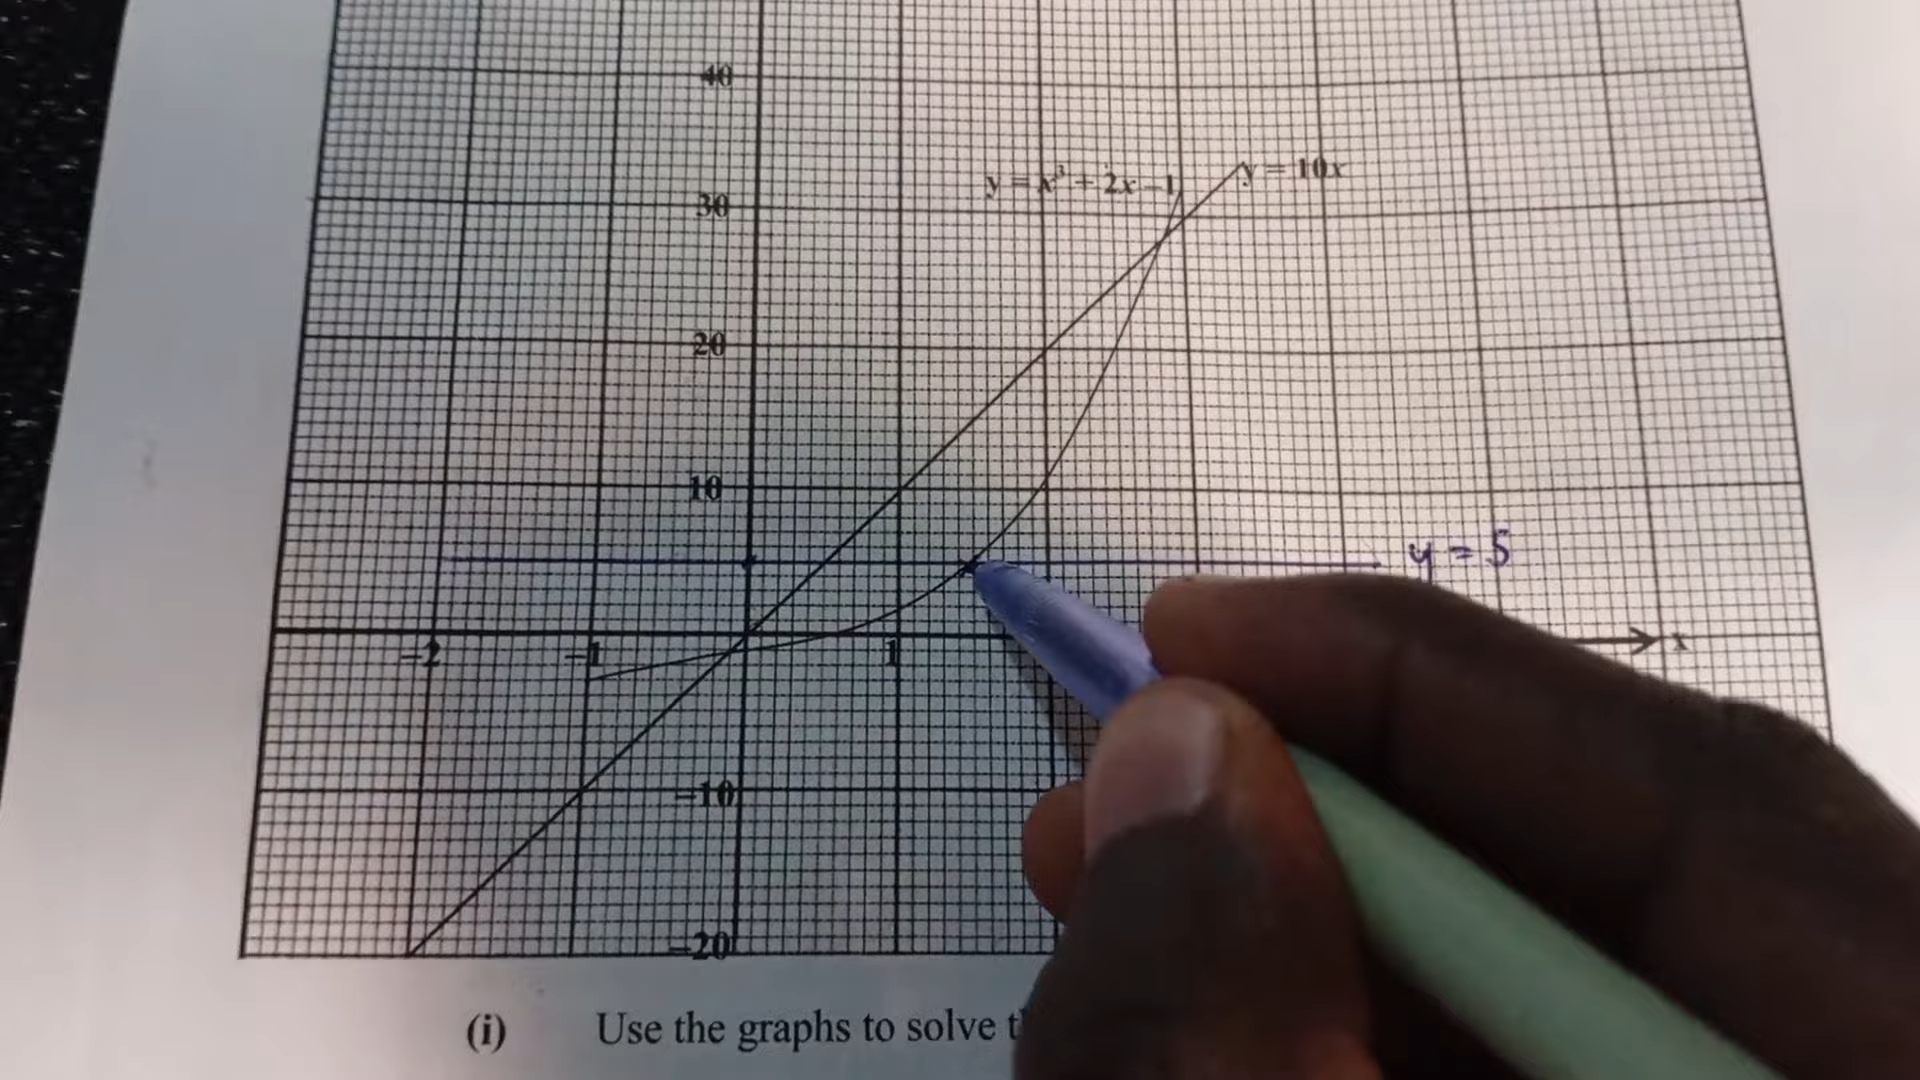 40
y = x³ + 2x – 1
y = 10x
30
20
10
y = 5
–2
–1
1
x
–10
–20
(i) Use the graphs to solve